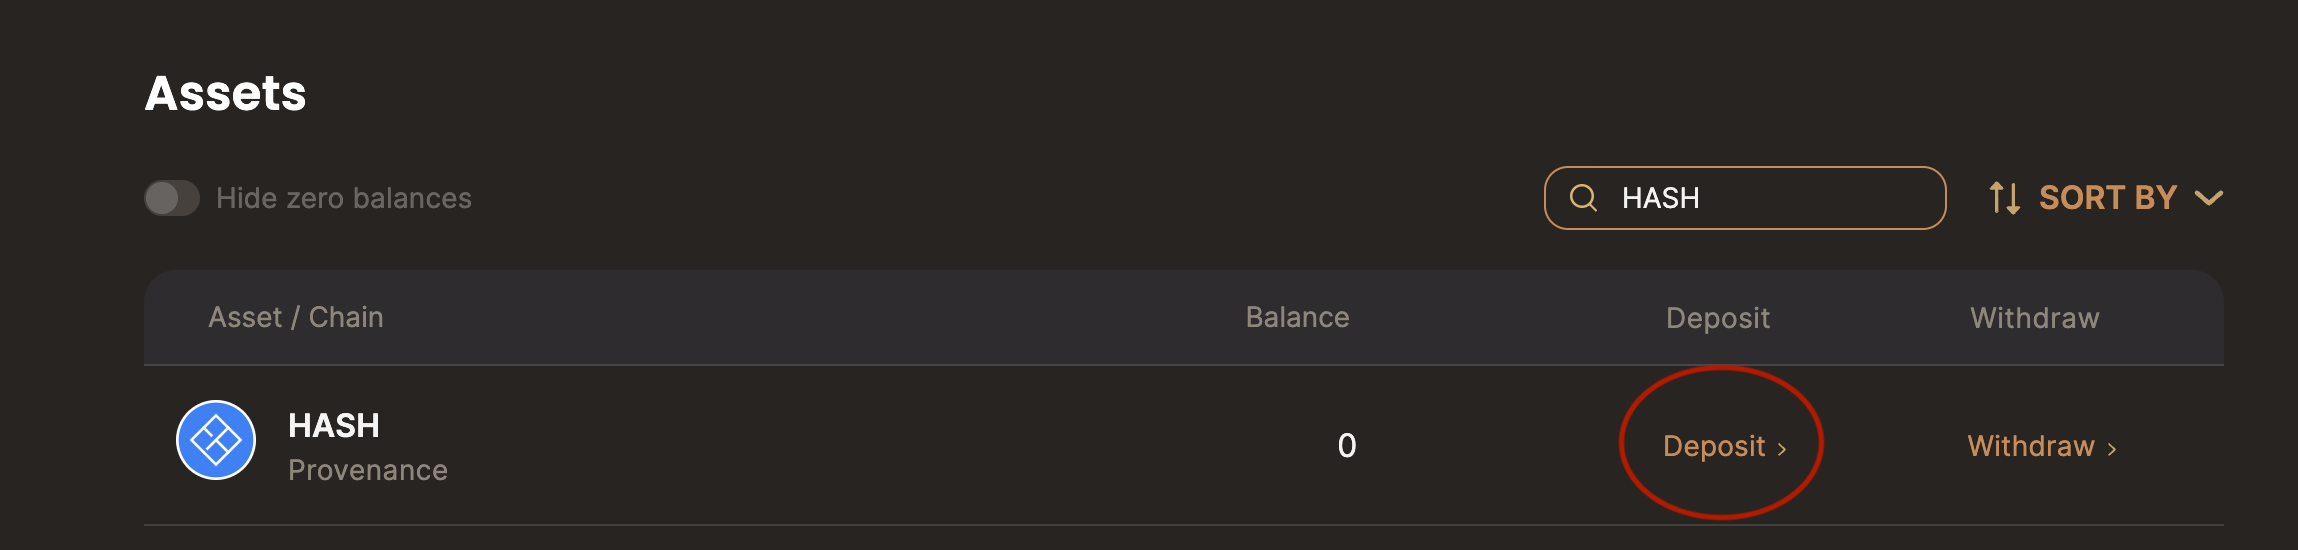 Assets
Hide zero balances
HASH
SORT BY
Asset / Chain Balance Deposit Withdraw
HASH
Provenance
0
Deposit ›
Withdraw ›